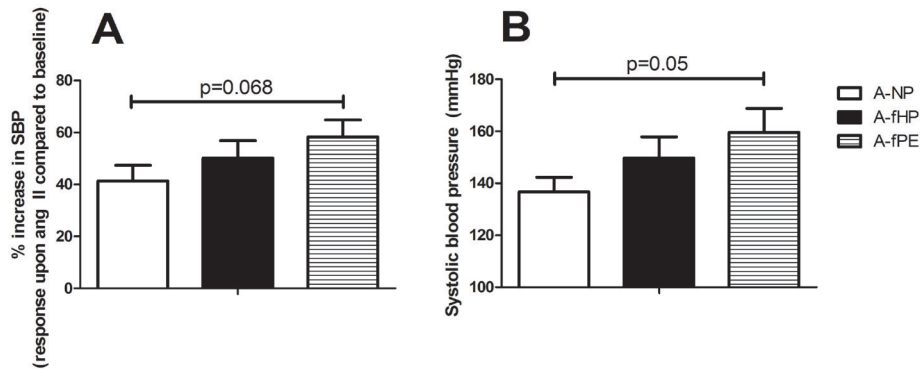 A
% increase in SBP
(response upon ang II compared to baseline)
80
60
40
20
0
p=0.068
B
Systolic blood pressure (mmHg)
180
160
140
120
100
p=0.05
A-NP
A-fHP
A-fPE